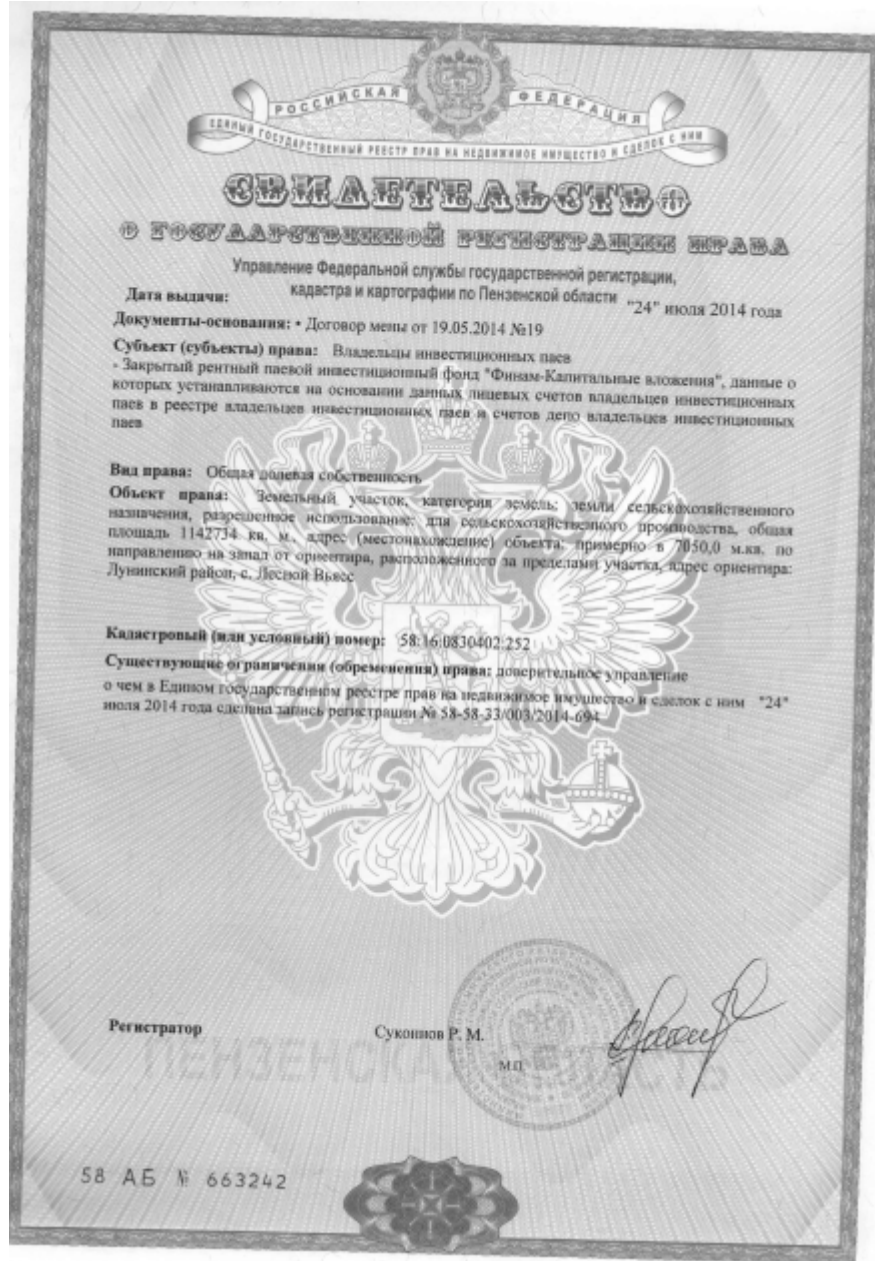 РОССИЙСКАЯ ФЕДЕРАЦИЯ
ЕДИНЫЙ ГОСУДАРСТВЕННЫЙ РЕЕСТР ПРАВ НА НЕДВИЖИМОЕ ИМУЩЕСТВО И СДЕЛОК С НИМ
СВИДЕТЕЛЬСТВО
О ГОСУДАРСТВЕННОЙ РЕГИСТРАЦИИ ПРАВА
Управление Федеральной службы государственной регистрации,
кадастра и картографии по Пензенской области
Дата выдачи: "24" июля 2014 года
Документы-основания: • Договор мены от 19.05.2014 №19
Субъект (субъекты) права: Владельцы инвестиционных паев
- Закрытый рентный паевой инвестиционный фонд "Финам-Капитальные вложения", данные о
которых устанавливаются на основании данных лицевых счетов владельцев инвестиционных
паев в реестре владельцев инвестиционных паев и счетов депо владельцев инвестиционных
паев
Вид права: Общая долевая собственность
Объект права: Земельный участок, категория земель: земли сельскохозяйственного
назначения, разрешенное использование: для сельскохозяйственного производства, общая
площадь 1142734 кв. м., адрес (местонахождение) объекта: примерно в 7050,0 м.кв. по
направлению на запад от ориентира, расположенного за пределами участка, адрес ориентира:
Лунинский район, с. Лесной Вьясс
Кадастровый (или условный) номер: 58:16:0830402:252
Существующие ограничения (обременения) права: доверительное управление
о чем в Едином государственном реестре прав на недвижимое имущество и сделок с ним "24"
июля 2014 года сделана запись регистрации № 58-58-33/003/2014-694
Регистратор Суконнов Р. М.
М.П.
ПЕНЗЕНСКАЯ ОБЛАСТЬ
58 АБ № 663242